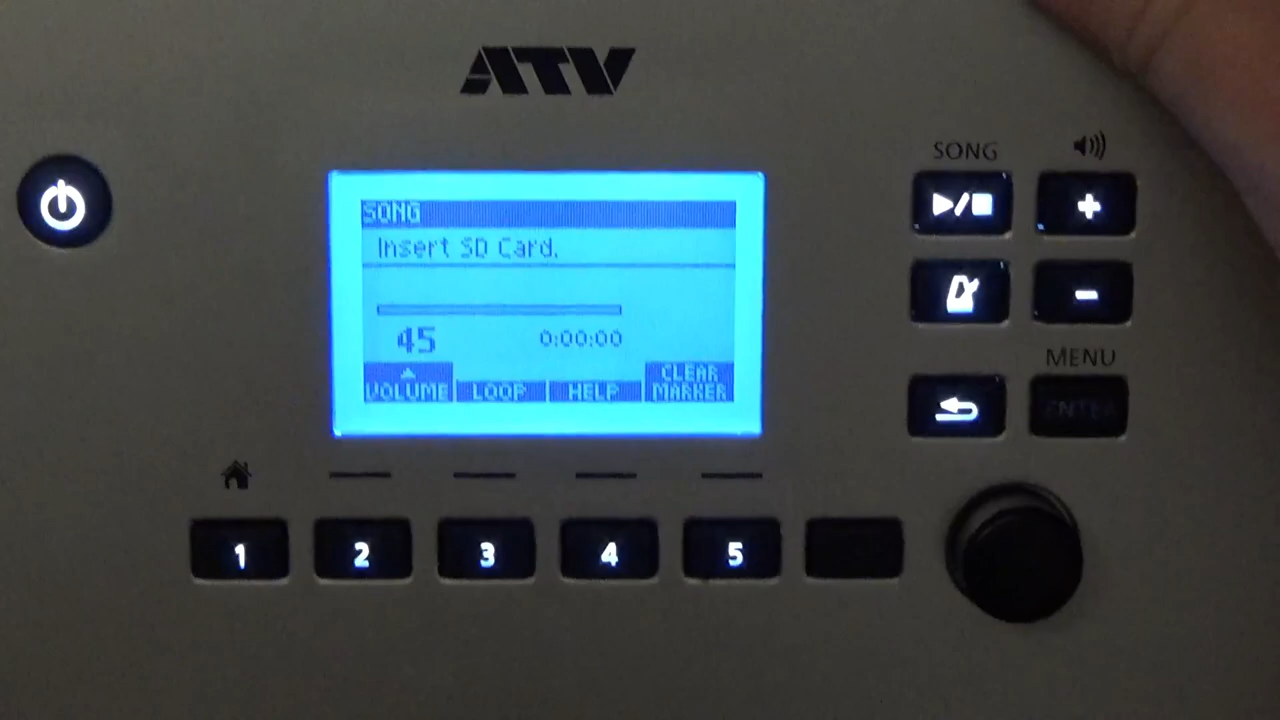 ATV
SONG
SONG
Insert SD Card.
45 0:00:00
VOLUME LOOP HELP CLEAR MARKER
MENU
ENTER
1 2 3 4 5